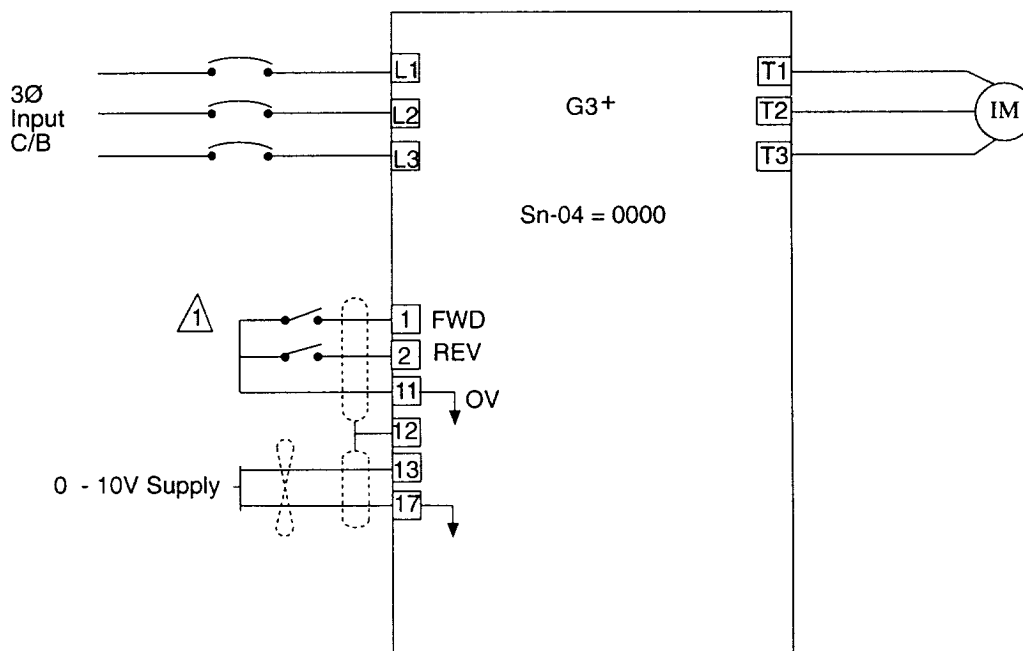 3Ø
Input
C/B
L1
L2
L3
G3+
Sn-04 = 0000
T1
T2
T3
IM
1
1 FWD
2 REV
11 OV
12
0 - 10V Supply
13
17